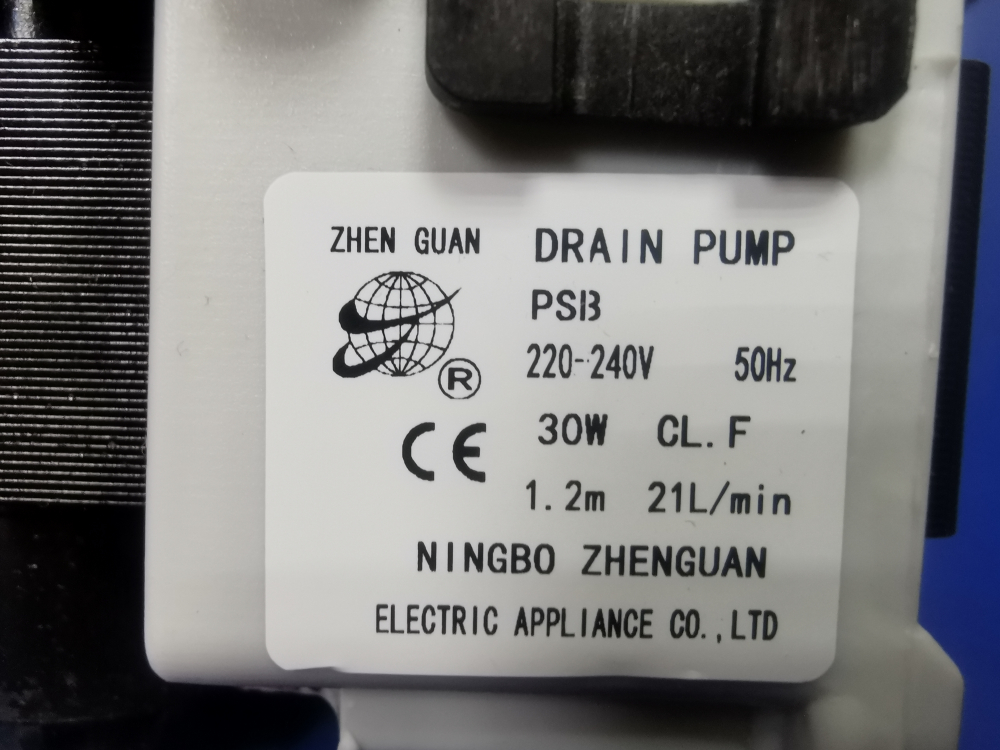 ZHEN GUAN
DRAIN PUMP
PSB
220-240V 50Hz
®
CE
30W CL.F
1.2m 21L/min
NINGBO ZHENGUAN
ELECTRIC APPLIANCE CO.,LTD